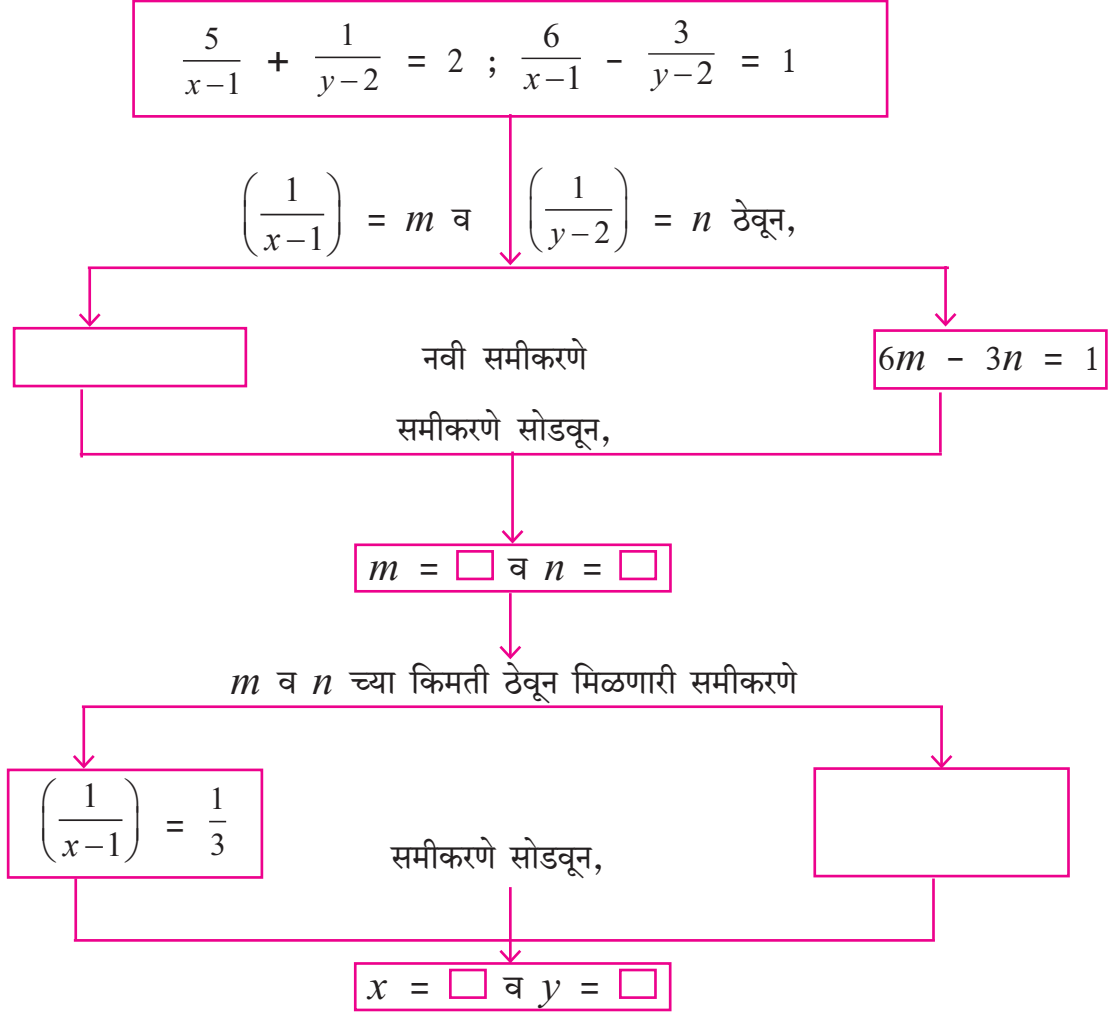 5/(x−1) + 1/(y−2) = 2 ; 6/(x−1) - 3/(y−2) = 1
(1/(x−1)) = m व (1/(y−2)) = n ठेवून,
नवी समीकरणे 6m - 3n = 1
समीकरणे सोडवून,
m = □ व n = □
m व n च्या किमती ठेवून मिळणारी समीकरणे
(1/(x−1)) = 1/3
समीकरणे सोडवून,
x = □ व y = □